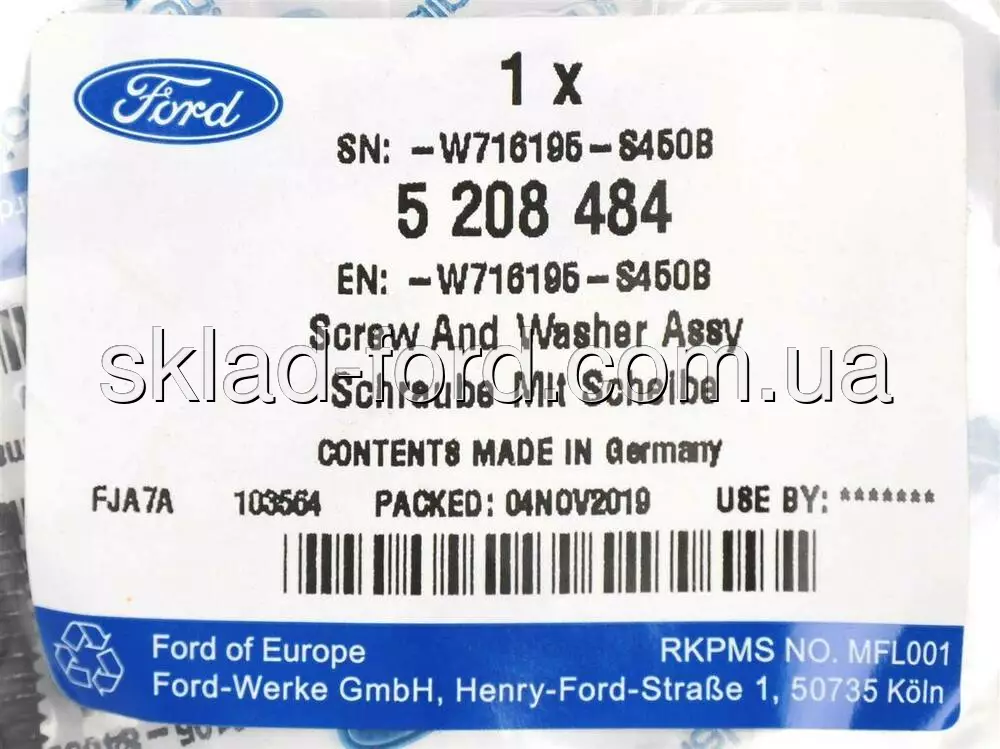 Ford
1 x
SN: -W716195-S450B
5 208 484
EN: -W716195-S450B
Screw And Washer Assy
sklad-ford.com.ua
Schraube Mit Scheibe
CONTENTS MADE IN Germany
FJA7A 103564 PACKED: 04NOV2019 USE BY: *******
Ford of Europe RKPMS NO. MFL001
Ford-Werke GmbH, Henry-Ford-Straße 1, 50735 Köln